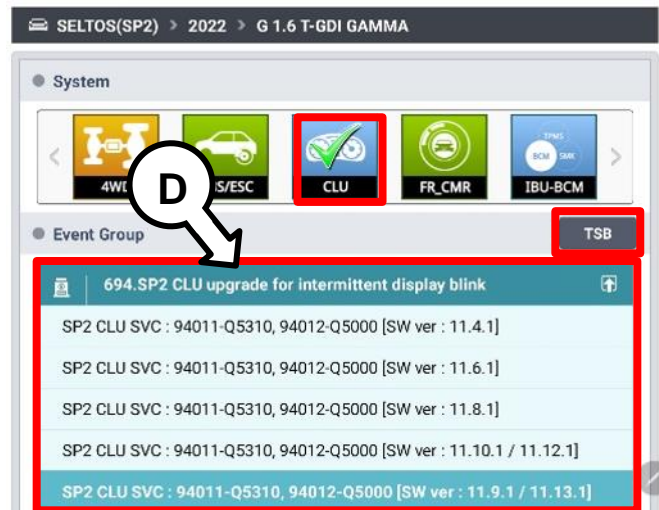 SELTOS(SP2) > 2022 > G 1.6 T-GDI GAMMA
System
4WD
S/ESC
CLU
FR_CMR
TPMS
BCM SMK
IBU-BCM
D
Event Group
TSB
694.SP2 CLU upgrade for intermittent display blink
SP2 CLU SVC : 94011-Q5310, 94012-Q5000 [SW ver : 11.4.1]
SP2 CLU SVC : 94011-Q5310, 94012-Q5000 [SW ver : 11.6.1]
SP2 CLU SVC : 94011-Q5310, 94012-Q5000 [SW ver : 11.8.1]
SP2 CLU SVC : 94011-Q5310, 94012-Q5000 [SW ver : 11.10.1 / 11.12.1]
SP2 CLU SVC : 94011-Q5310, 94012-Q5000 [SW ver : 11.9.1 / 11.13.1]